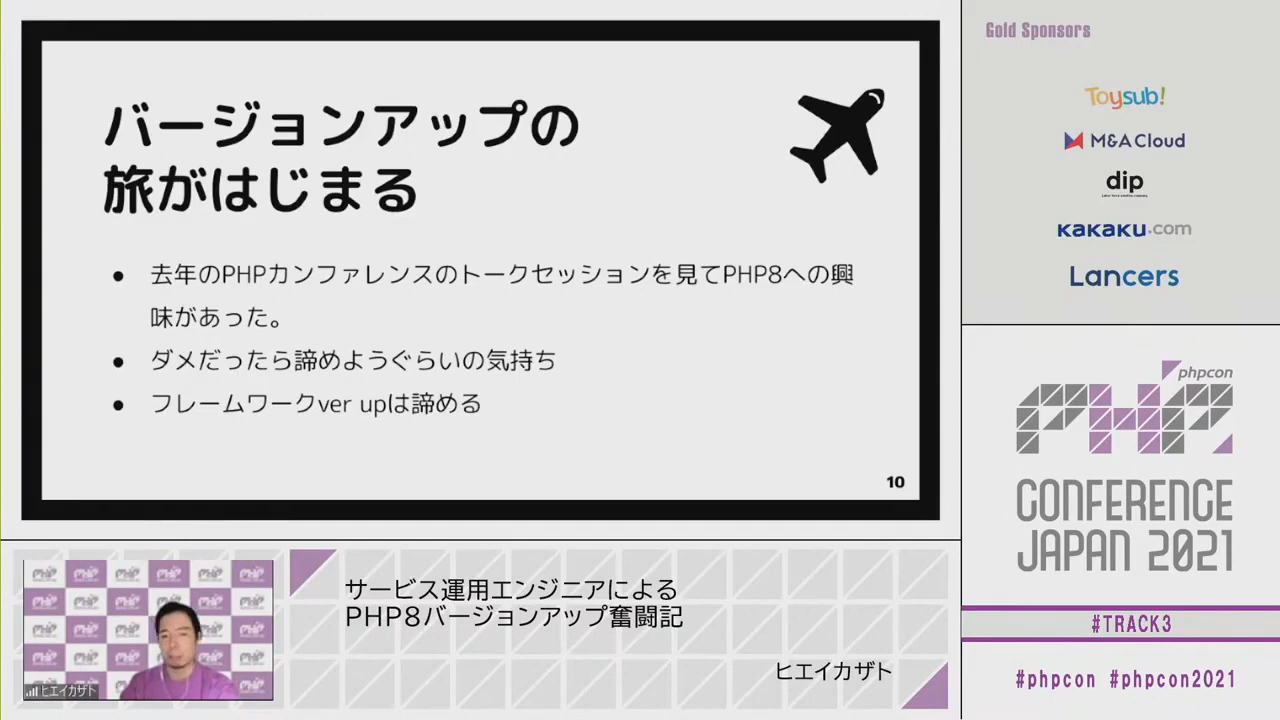 バージョンアップの
旅がはじまる
● 去年のPHPカンファレンスのトークセッションを見てPHP8への興
味があった。
● ダメだったら諦めようぐらいの気持ち
● フレームワークver upは諦める
10
ヒエイカザト
サービス運用エンジニアによる
PHP8バージョンアップ奮闘記
ヒエイカザト
Gold Sponsors
Toysub!
M&A Cloud
dip
kakaku.com
Lancers
phpcon
PHP
CONFERENCE
JAPAN 2021
#TRACK3
#phpcon #phpcon2021